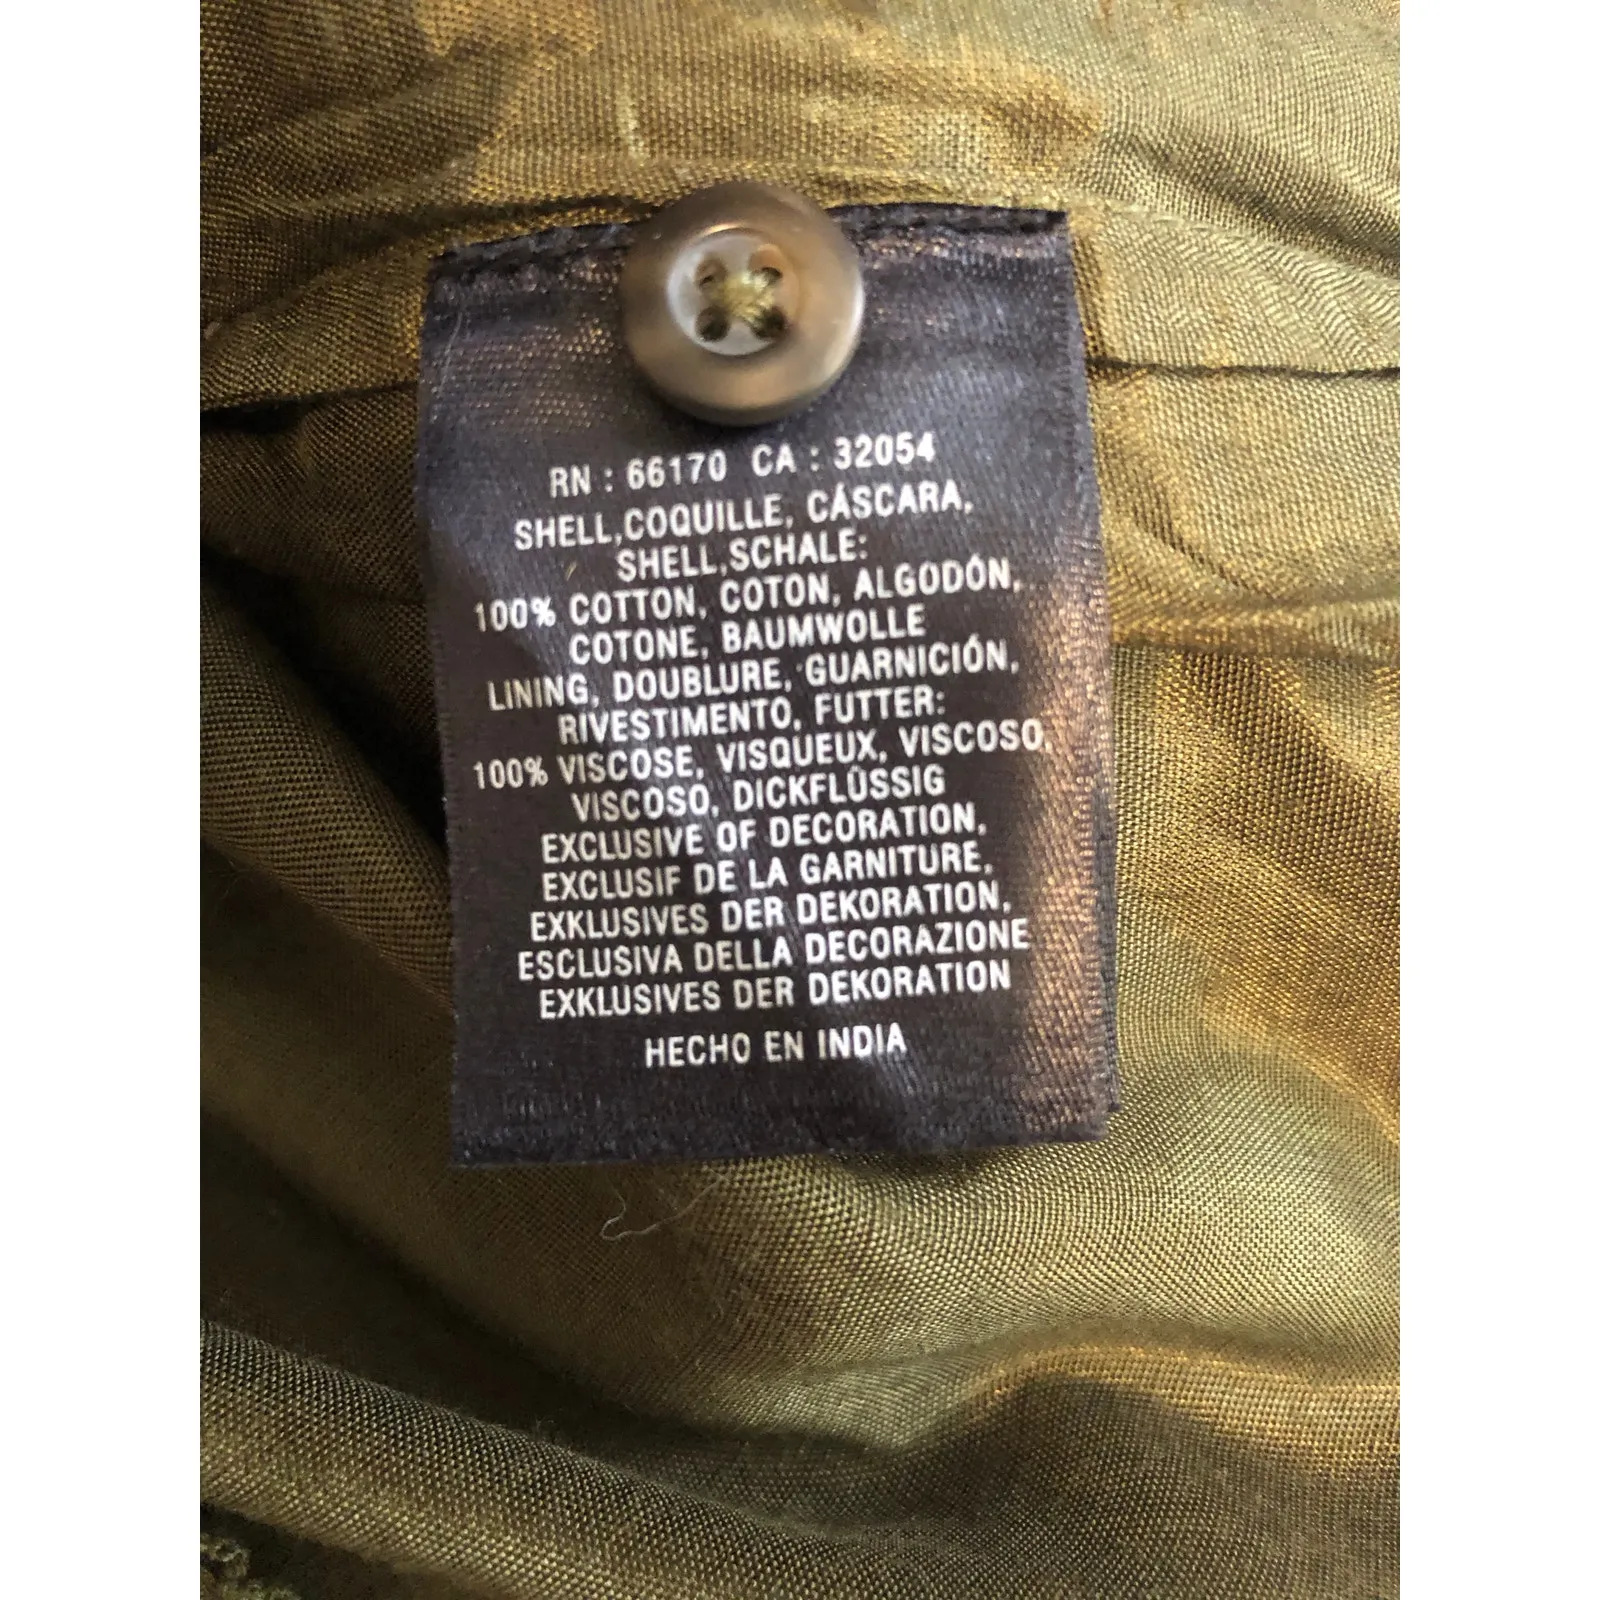 RN : 66170 CA : 32054
SHELL,COQUILLE, CÁSCARA,
SHELL,SCHALE:
100% COTTON, COTON, ALGODÓN,
COTONE, BAUMWOLLE
LINING, DOUBLURE, GUARNICIÓN,
RIVESTIMENTO, FUTTER:
100% VISCOSE, VISQUEUX, VISCOSO,
VISCOSO, DICKFLÛSSIG
EXCLUSIVE OF DECORATION,
EXCLUSIF DE LA GARNITURE,
EXKLUSIVES DER DEKORATION,
ESCLUSIVA DELLA DECORAZIONE
EXKLUSIVES DER DEKORATION
HECHO EN INDIA